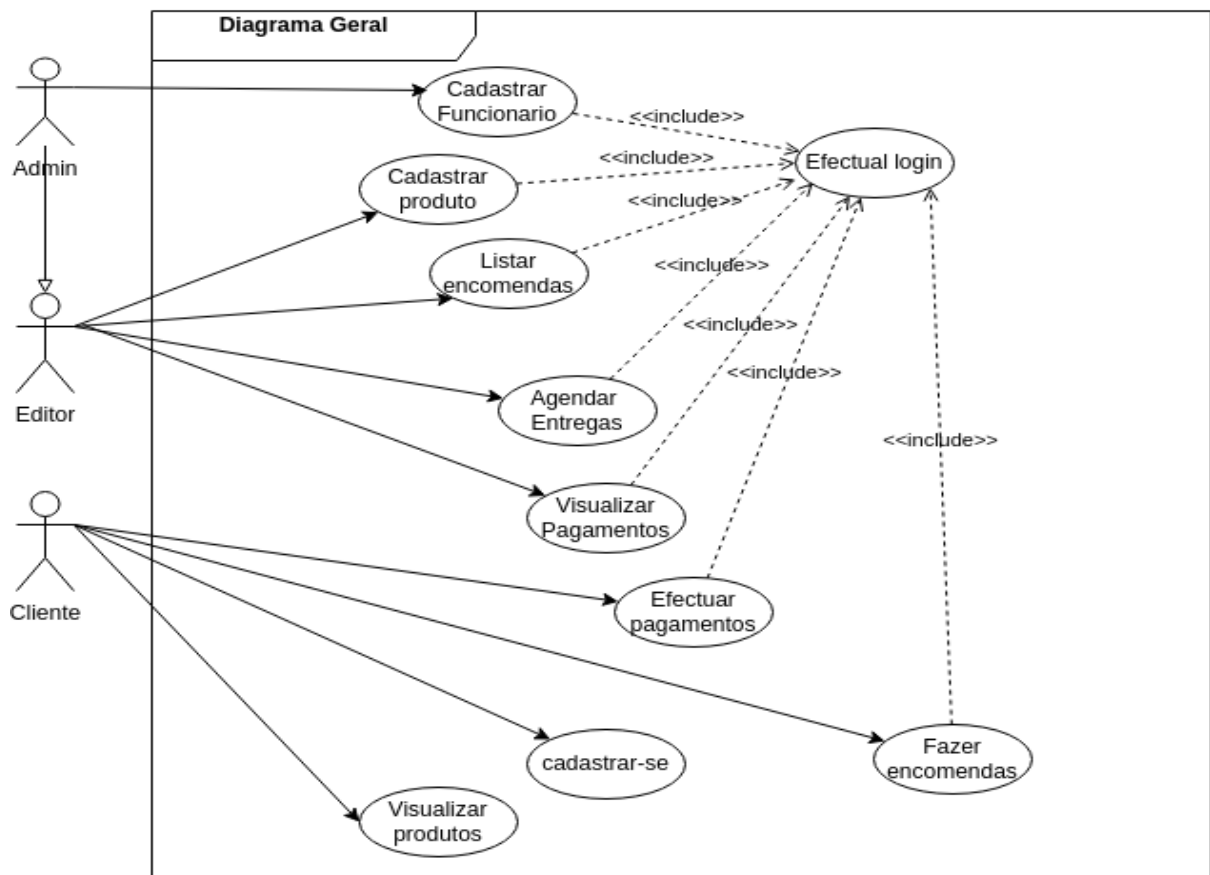 Diagrama Geral
Admin
Cadastrar
Funcionario
<<include>>
Efectual login
Cadastrar
produto
<<include>>
<<include>>
Listar
encomendas
<<include>>
Editor
<<include>>
<<include>>
Agendar
Entregas
<<include>>
Visualizar
Pagamentos
Cliente
Efectuar
pagamentos
Fazer
encomendas
cadastrar-se
Visualizar
produtos